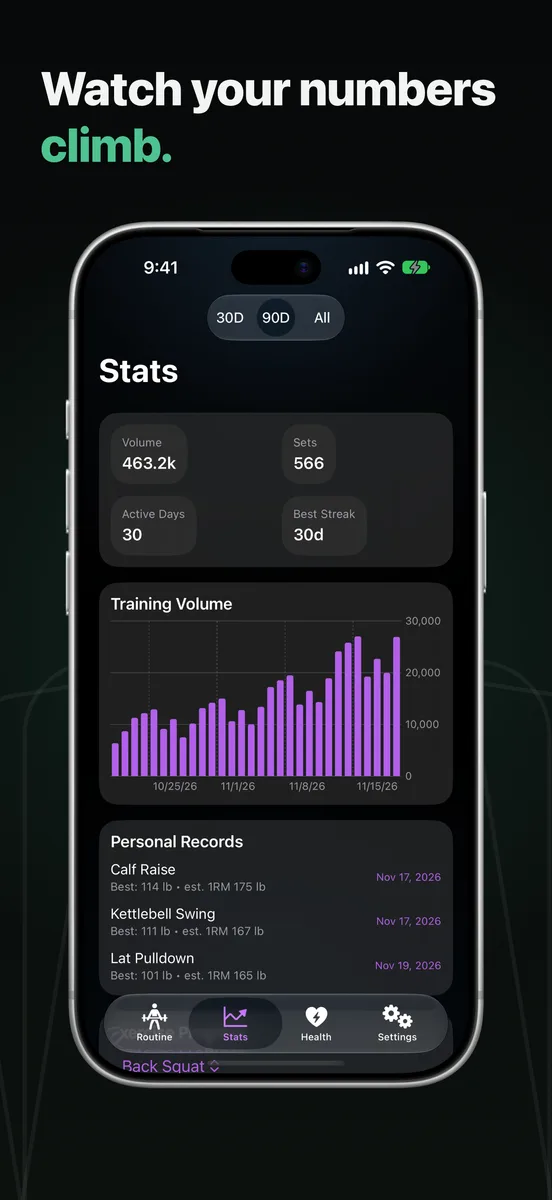 Watch your numbers
climb.
9:41
30D 90D All
Stats
Volume
463.2k
Sets
566
Active Days
30
Best Streak
30d
Training Volume
30,000
20,000
10,000
0
10/25/26 11/1/26 11/8/26 11/15/26
Personal Records
Calf Raise
Best: 114 lb • est. 1RM 175 lb
Nov 17, 2026
Kettlebell Swing
Best: 111 lb • est. 1RM 167 lb
Nov 17, 2026
Lat Pulldown
Best: 101 lb • est. 1RM 165 lb
Nov 19, 2026
Routine Stats Health Settings
Back Squat